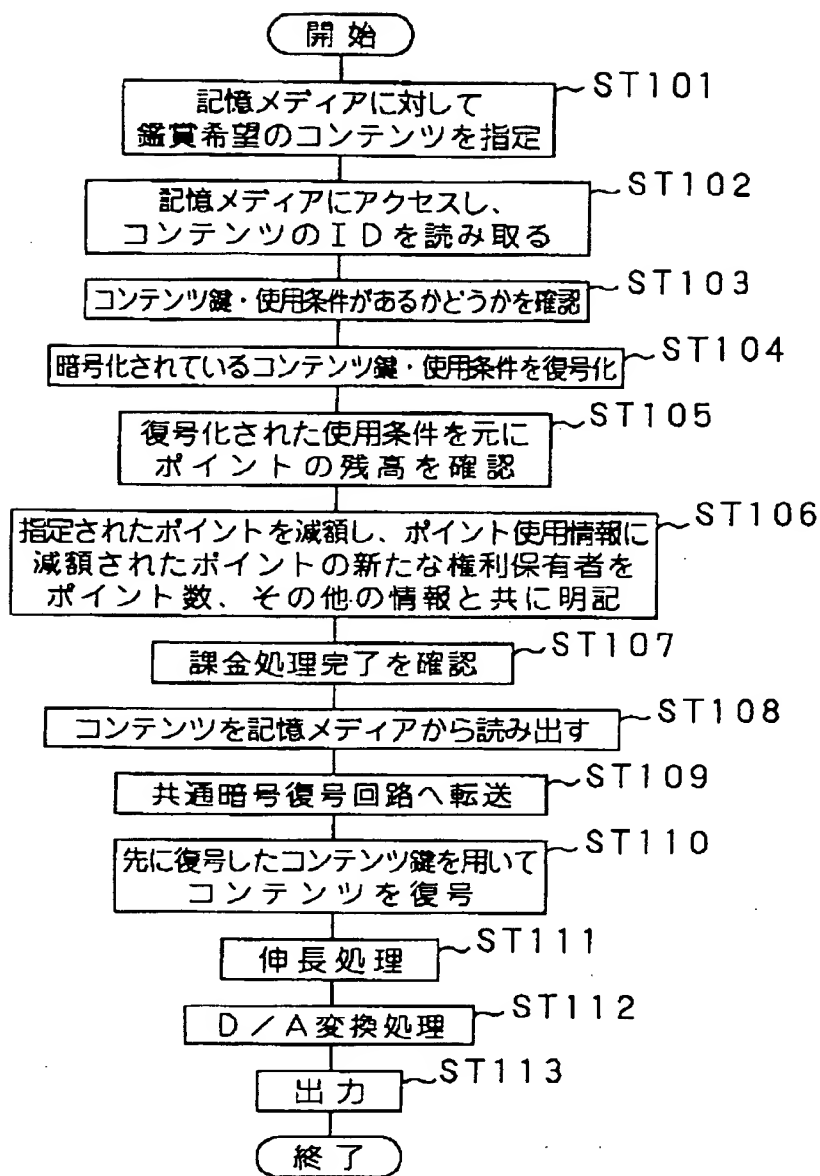 開始
記憶メディアに対して
鑑賞希望のコンテンツを指定
ST101
記憶メディアにアクセスし、
コンテンツのIDを読み取る
ST102
コンテンツ鍵・使用条件があるかどうかを確認
ST103
暗号化されているコンテンツ鍵・使用条件を復号化
ST104
復号化された使用条件を元に
ポイントの残高を確認
ST105
指定されたポイントを減額し、ポイント使用情報に
減額されたポイントの新たな権利保有者を
ポイント数、その他の情報と共に明記
ST106
課金処理完了を確認
ST107
コンテンツを記憶メディアから読み出す
ST108
共通暗号復号回路へ転送
ST109
先に復号したコンテンツ鍵を用いて
コンテンツを復号
ST110
伸長処理
ST111
D/A変換処理
ST112
出力
ST113
終了